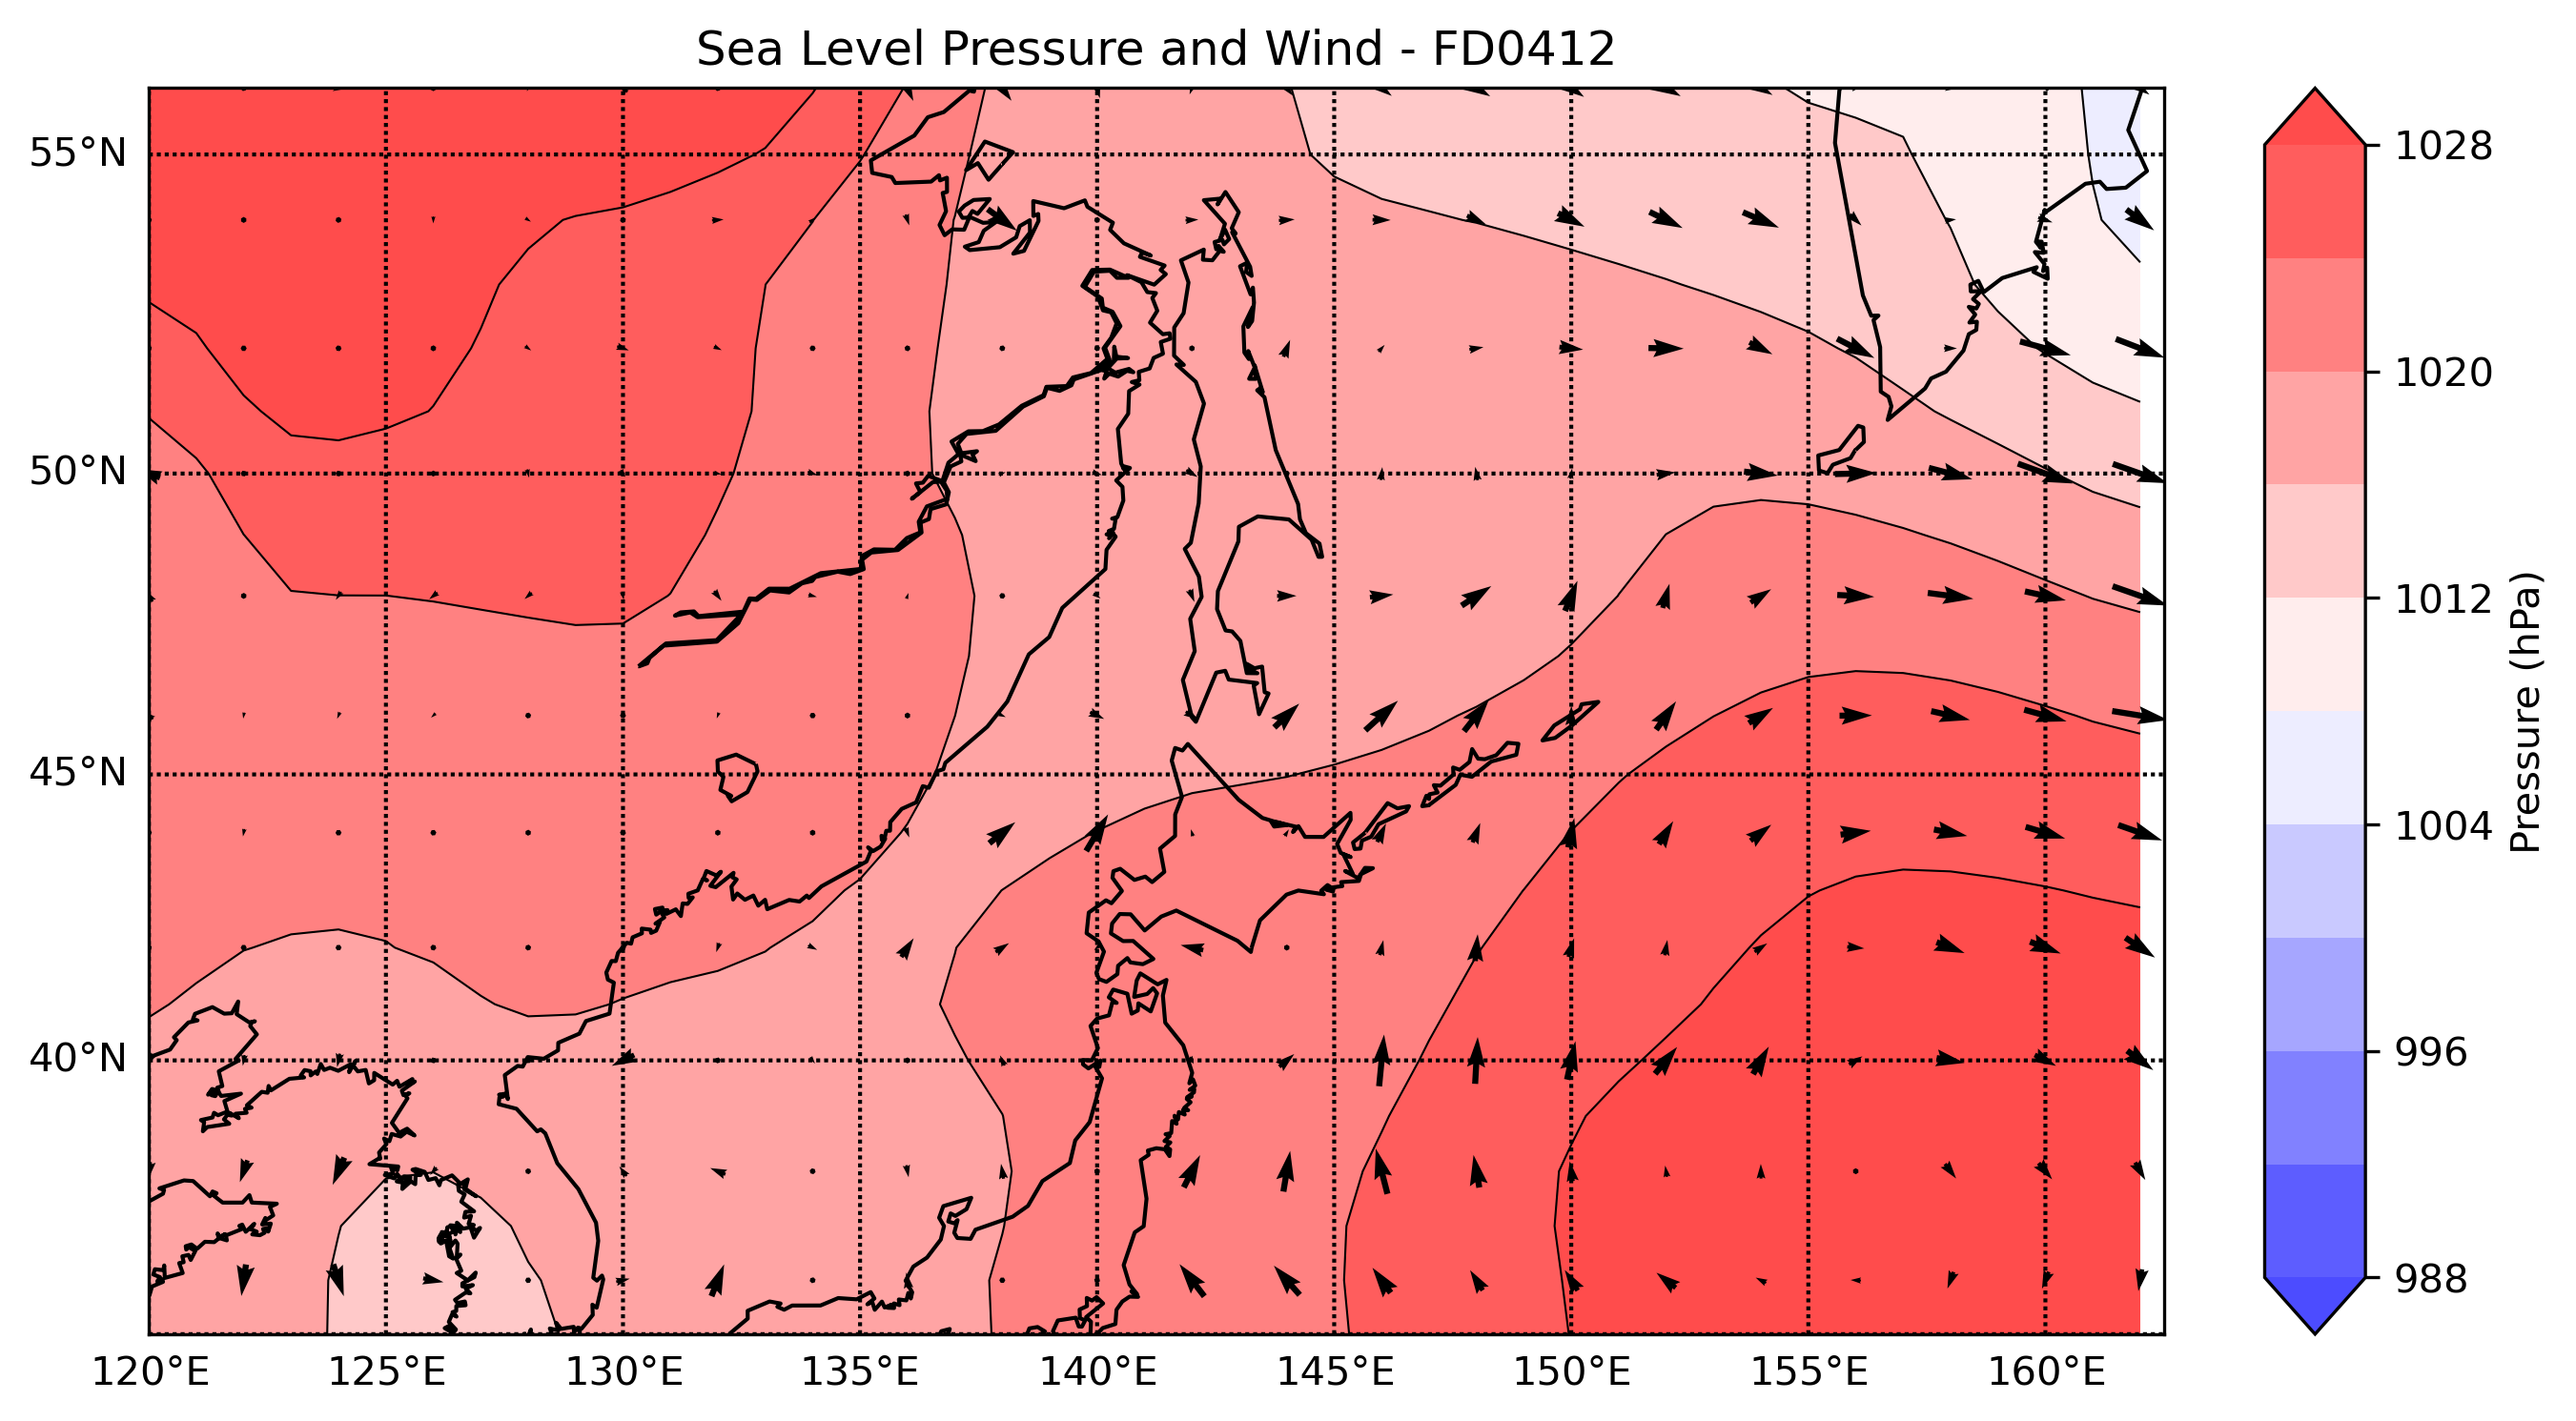 Sea Level Pressure and Wind - FD0412
55°N
50°N
45°N
40°N
120°E 125°E 130°E 135°E 140°E 145°E 150°E 155°E 160°E
1028
1020
1012
1004
996
988
Pressure (hPa)